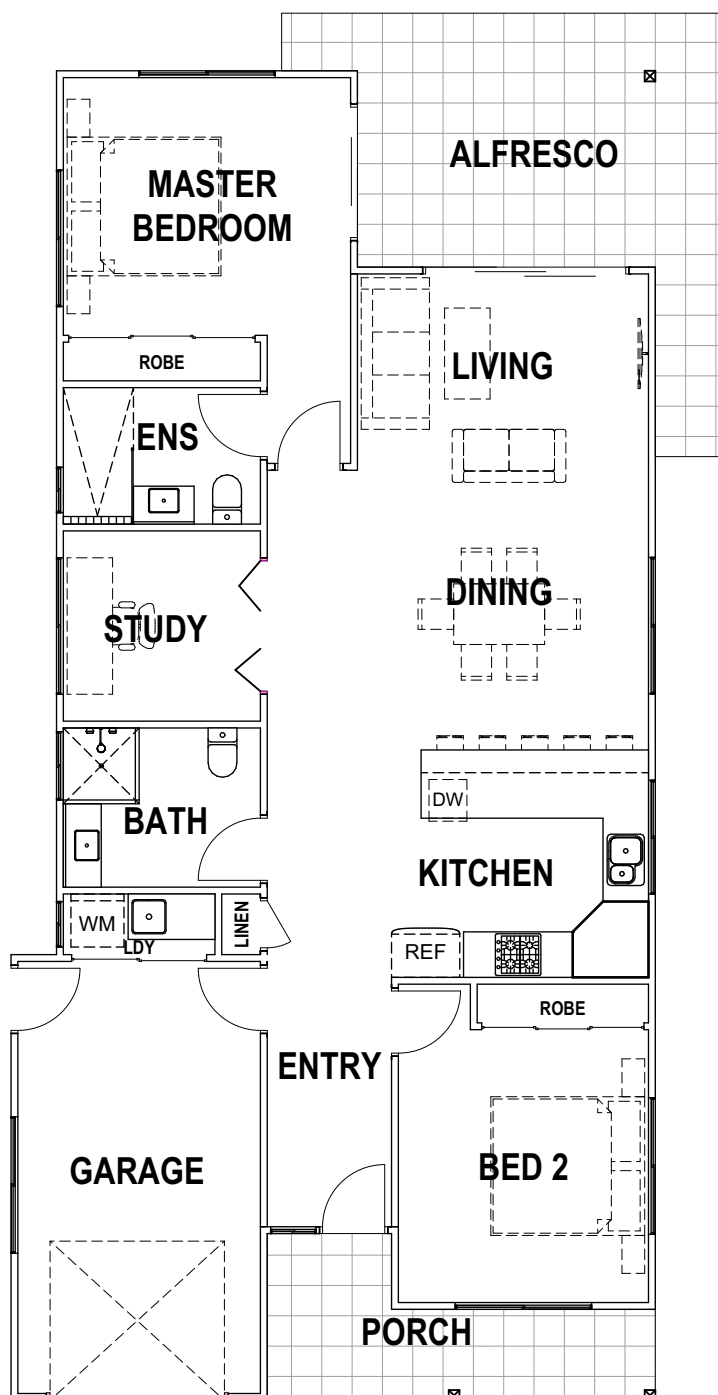 ALFRESCO
MASTER
BEDROOM
ROBE
LIVING
ENS
DINING
STUDY
DW
BATH
KITCHEN
WM
LINEN
LDY
REF
ROBE
ENTRY
GARAGE
BED 2
PORCH